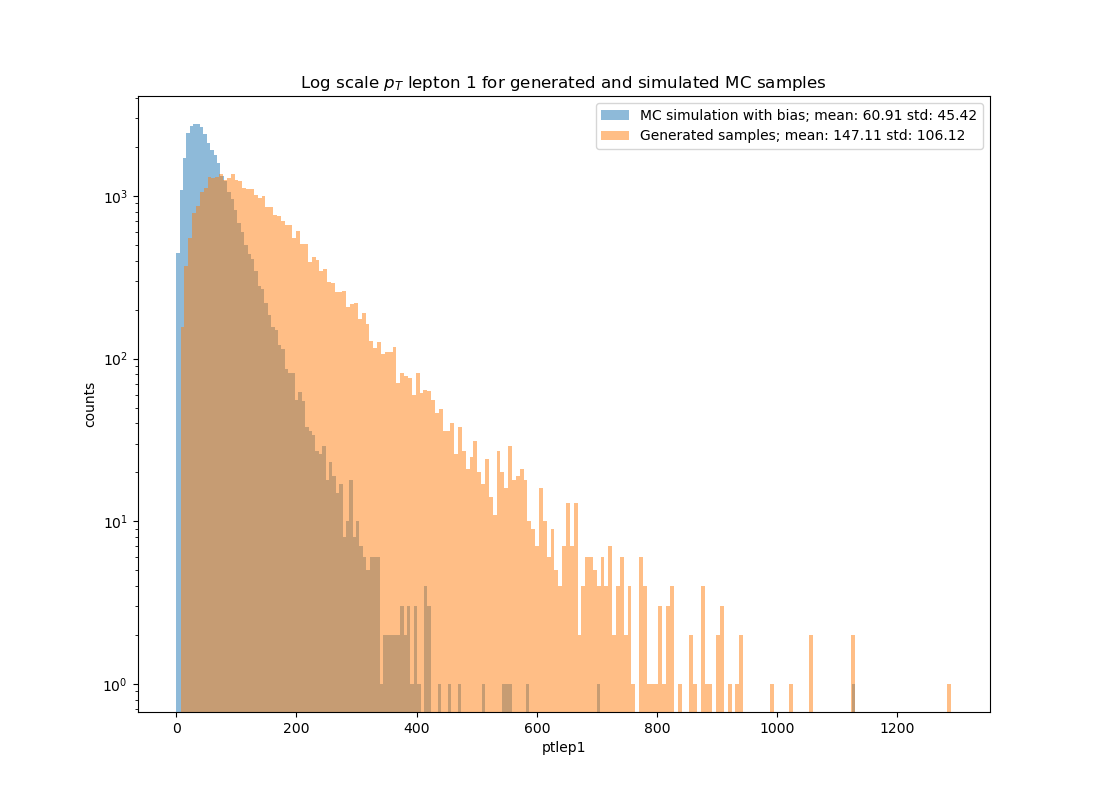 Log scale $p_T$ lepton 1 for generated and simulated MC samples
MC simulation with bias; mean: 60.91 std: 45.42
Generated samples; mean: 147.11 std: 106.12
counts
10³
10²
10¹
10⁰
0 200 400 600 800 1000 1200
ptlep1